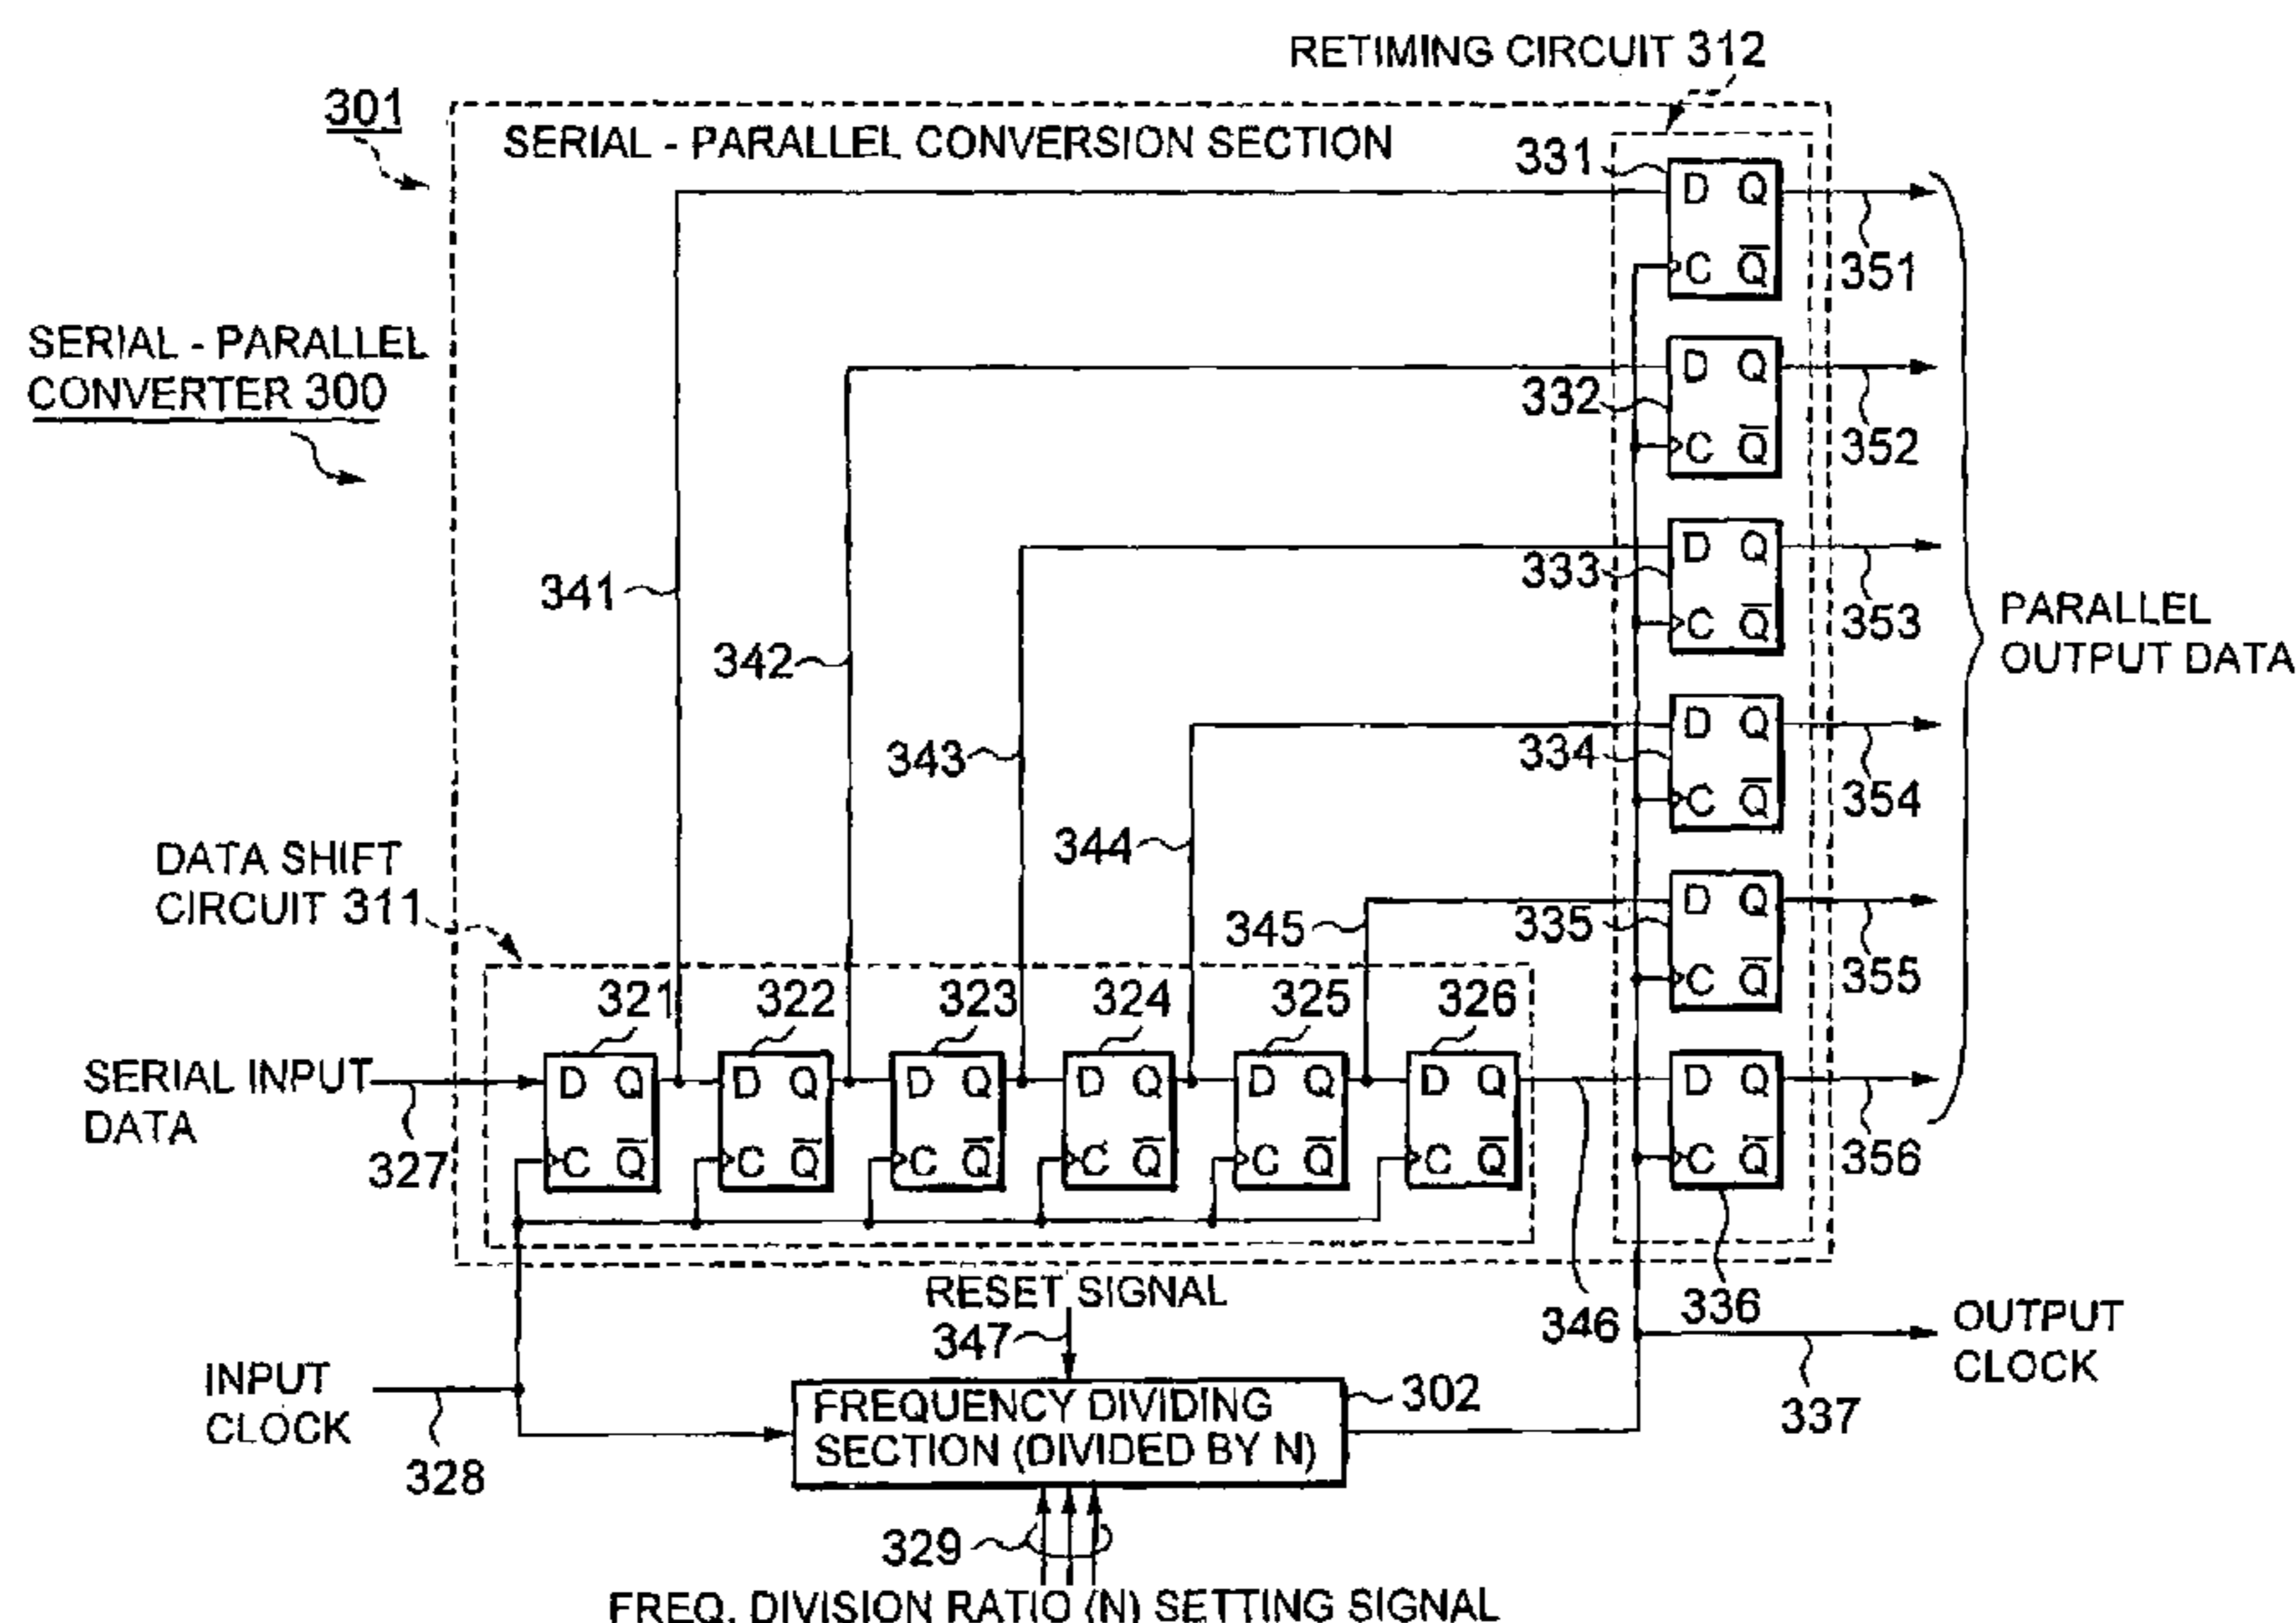 RETIMING CIRCUIT 312
301
SERIAL - PARALLEL CONVERSION SECTION
331
D Q
C Q̅
351
SERIAL - PARALLEL
CONVERTER 300
332
D Q
C Q̅
352
341
333
D Q
C Q̅
353
PARALLEL
OUTPUT DATA
342
343
334
D Q
C Q̅
354
344
DATA SHIFT
CIRCUIT 311
345
335
D Q
C Q̅
355
321 322 323 324 325 326
SERIAL INPUT
DATA
327
D Q D Q D Q D Q D Q D Q D Q
C Q̅ C Q̅ C Q̅ C Q̅ C Q̅ C Q̅ C Q̅
356
RESET SIGNAL
347
346
336
OUTPUT
CLOCK
337
INPUT
CLOCK
328
FREQUENCY DIVIDING
SECTION (DIVIDED BY N)
302
329
FREQ. DIVISION RATIO (N) SETTING SIGNAL